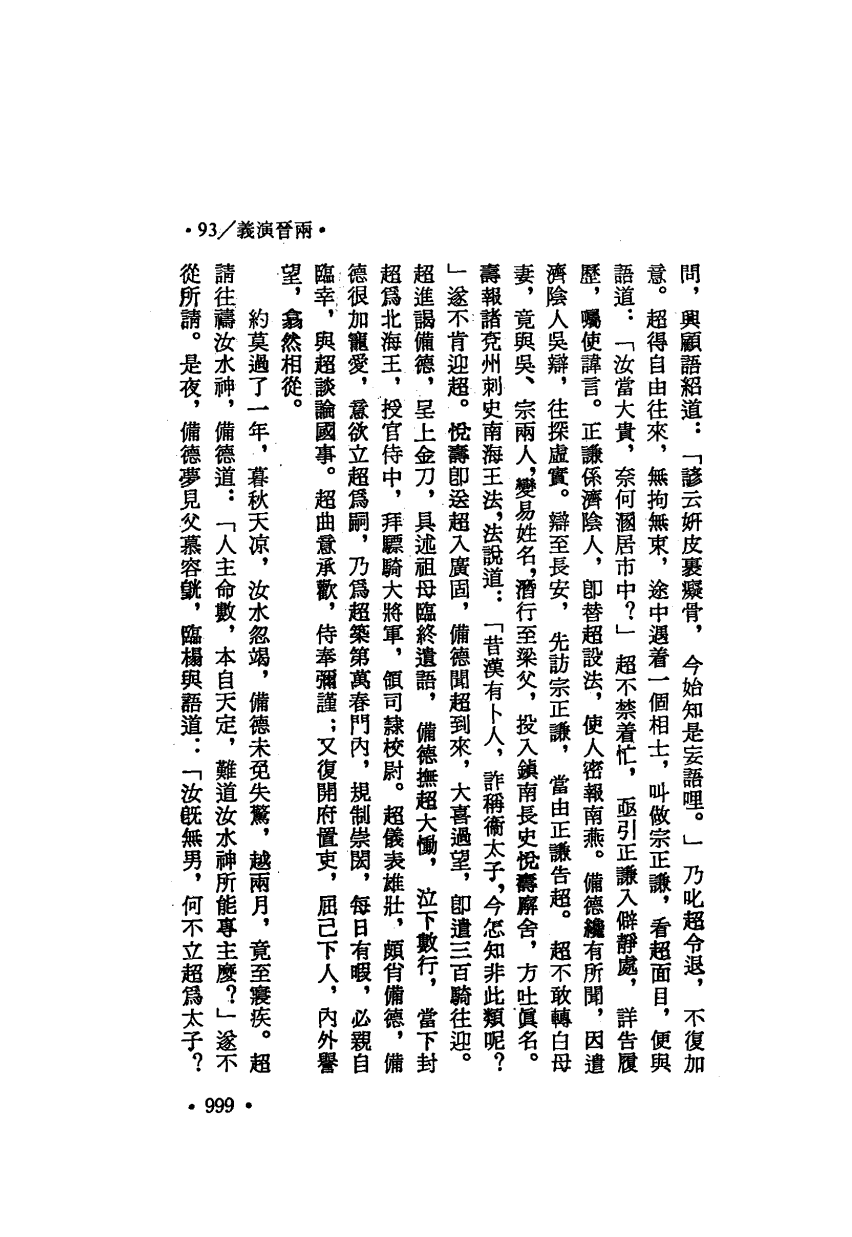 •93/義演晉兩•
問，興顧語紹道：「諺云妍皮裹癡骨，今始知是妄語哩。」乃叱超令退，不復加
意。超得自由往來，無拘無束，途中遇着一個相士，叫做宗正謙，看超面目，便與
語道：「汝當大貴，奈何溷居市中？」超不禁着忙，亟引正謙入僻靜處，詳告履
歷，囑使諱言。正謙係濟陰人，卽替超設法，使人密報南燕。備德纔有所聞，因遣
濟陰人吳辯，往探虛實。辯至長安，先訪宗正謙，當由正謙告超。超不敢轉白母
妻，竟與吳、宗兩人，變易姓名，潛行至梁父，投入鎮南長史悅壽廨舍，方吐眞名。
壽報諸兗州刺史南海王法，法說道：「昔漢有卜人，詐稱衞太子，今怎知非此類呢？
」遂不肯迎超。悅壽卽送超入廣固，備德聞超到來，大喜過望，卽遣三百騎往迎。
超進謁備德，呈上金刀，具述祖母臨終遺語，備德撫超大慟，泣下數行，當下封
超爲北海王，授官侍中，拜驃騎大將軍，領司隸校尉。超儀表雄壯，頗肖備德，備
德很加寵愛，意欲立超爲嗣，乃爲超築第萬春門內，規制崇閎，每日有暇，必親自
臨幸，與超談論國事。超曲意承歡，侍奉彌謹；又復開府置吏，屈己下人，內外譽
望，翕然相從。
約莫過了一年，暮秋天凉，汝水忽竭，備德未免失驚，越兩月，竟至寢疾。超
請往禱汝水神，備德道：「人主命數，本自天定，難道汝水神所能專主麼？」遂不
從所請。是夜，備德夢見父慕容皝，臨榻與語道：「汝旣無男，何不立超爲太子？
•999•